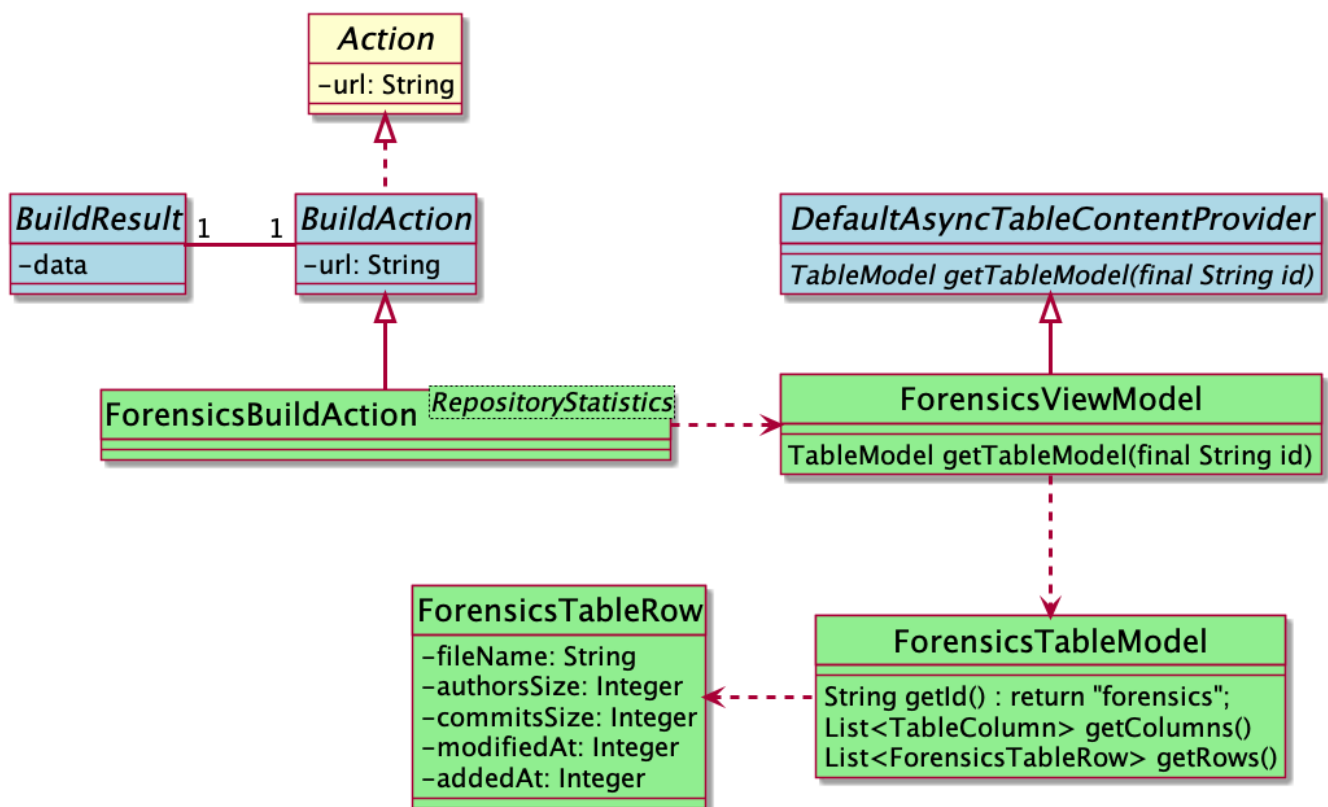 Action
-url: String
BuildResult
-data
1
1
BuildAction
-url: String
DefaultAsyncTableContentProvider
TableModel getTableModel(final String id)
ForensicsBuildAction
RepositoryStatistics
ForensicsViewModel
TableModel getTableModel(final String id)
ForensicsTableRow
-fileName: String
-authorsSize: Integer
-commitsSize: Integer
-modifiedAt: Integer
-addedAt: Integer
ForensicsTableModel
String getId() : return "forensics";
List<TableColumn> getColumns()
List<ForensicsTableRow> getRows()